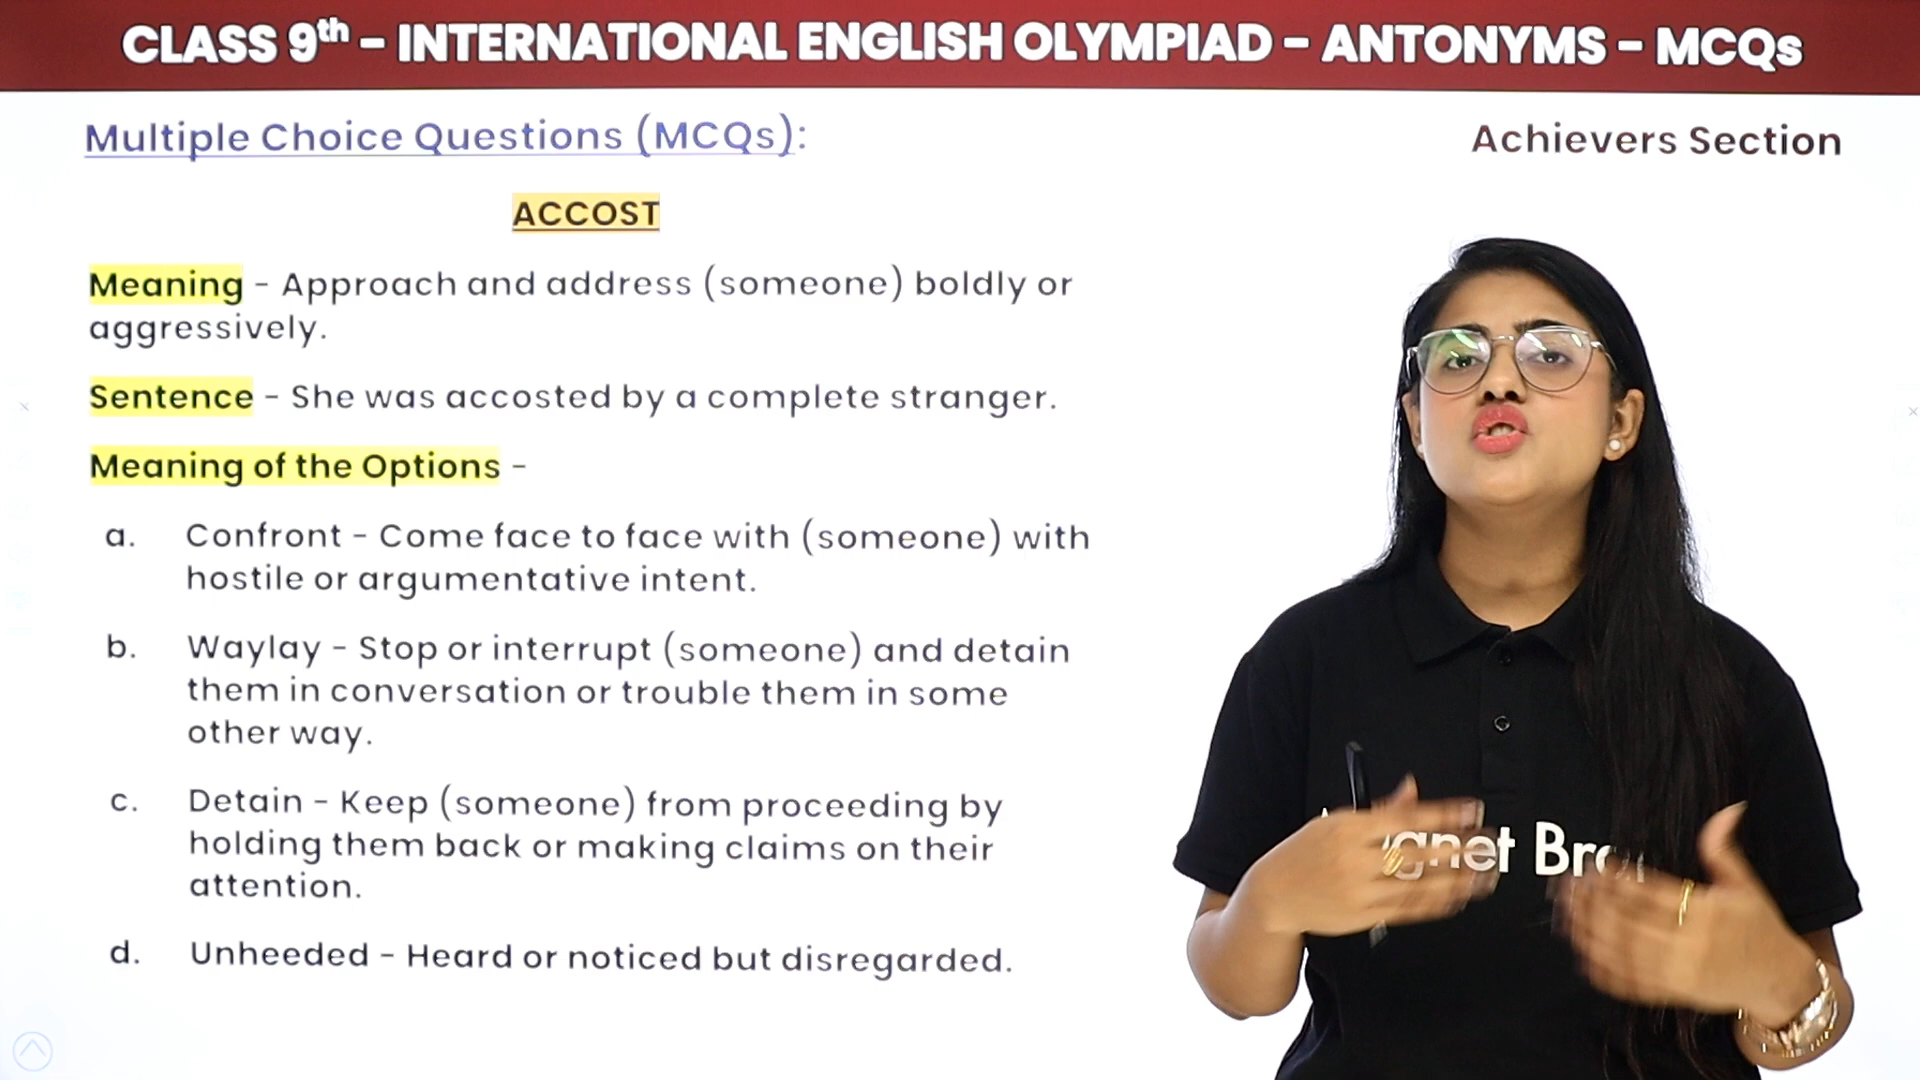 CLASS 9th - INTERNATIONAL ENGLISH OLYMPIAD - ANTONYMS - MCQs
Multiple Choice Questions (MCQs):
Achievers Section
ACCOST
Meaning - Approach and address (someone) boldly or
aggressively.
Sentence - She was accosted by a complete stranger.
Meaning of the Options -
a. Confront - Come face to face with (someone) with
hostile or argumentative intent.
b. Waylay - Stop or interrupt (someone) and detain
them in conversation or trouble them in some
other way.
c. Detain - Keep (someone) from proceeding by
holding them back or making claims on their
attention.
d. Unheeded - Heard or noticed but disregarded.